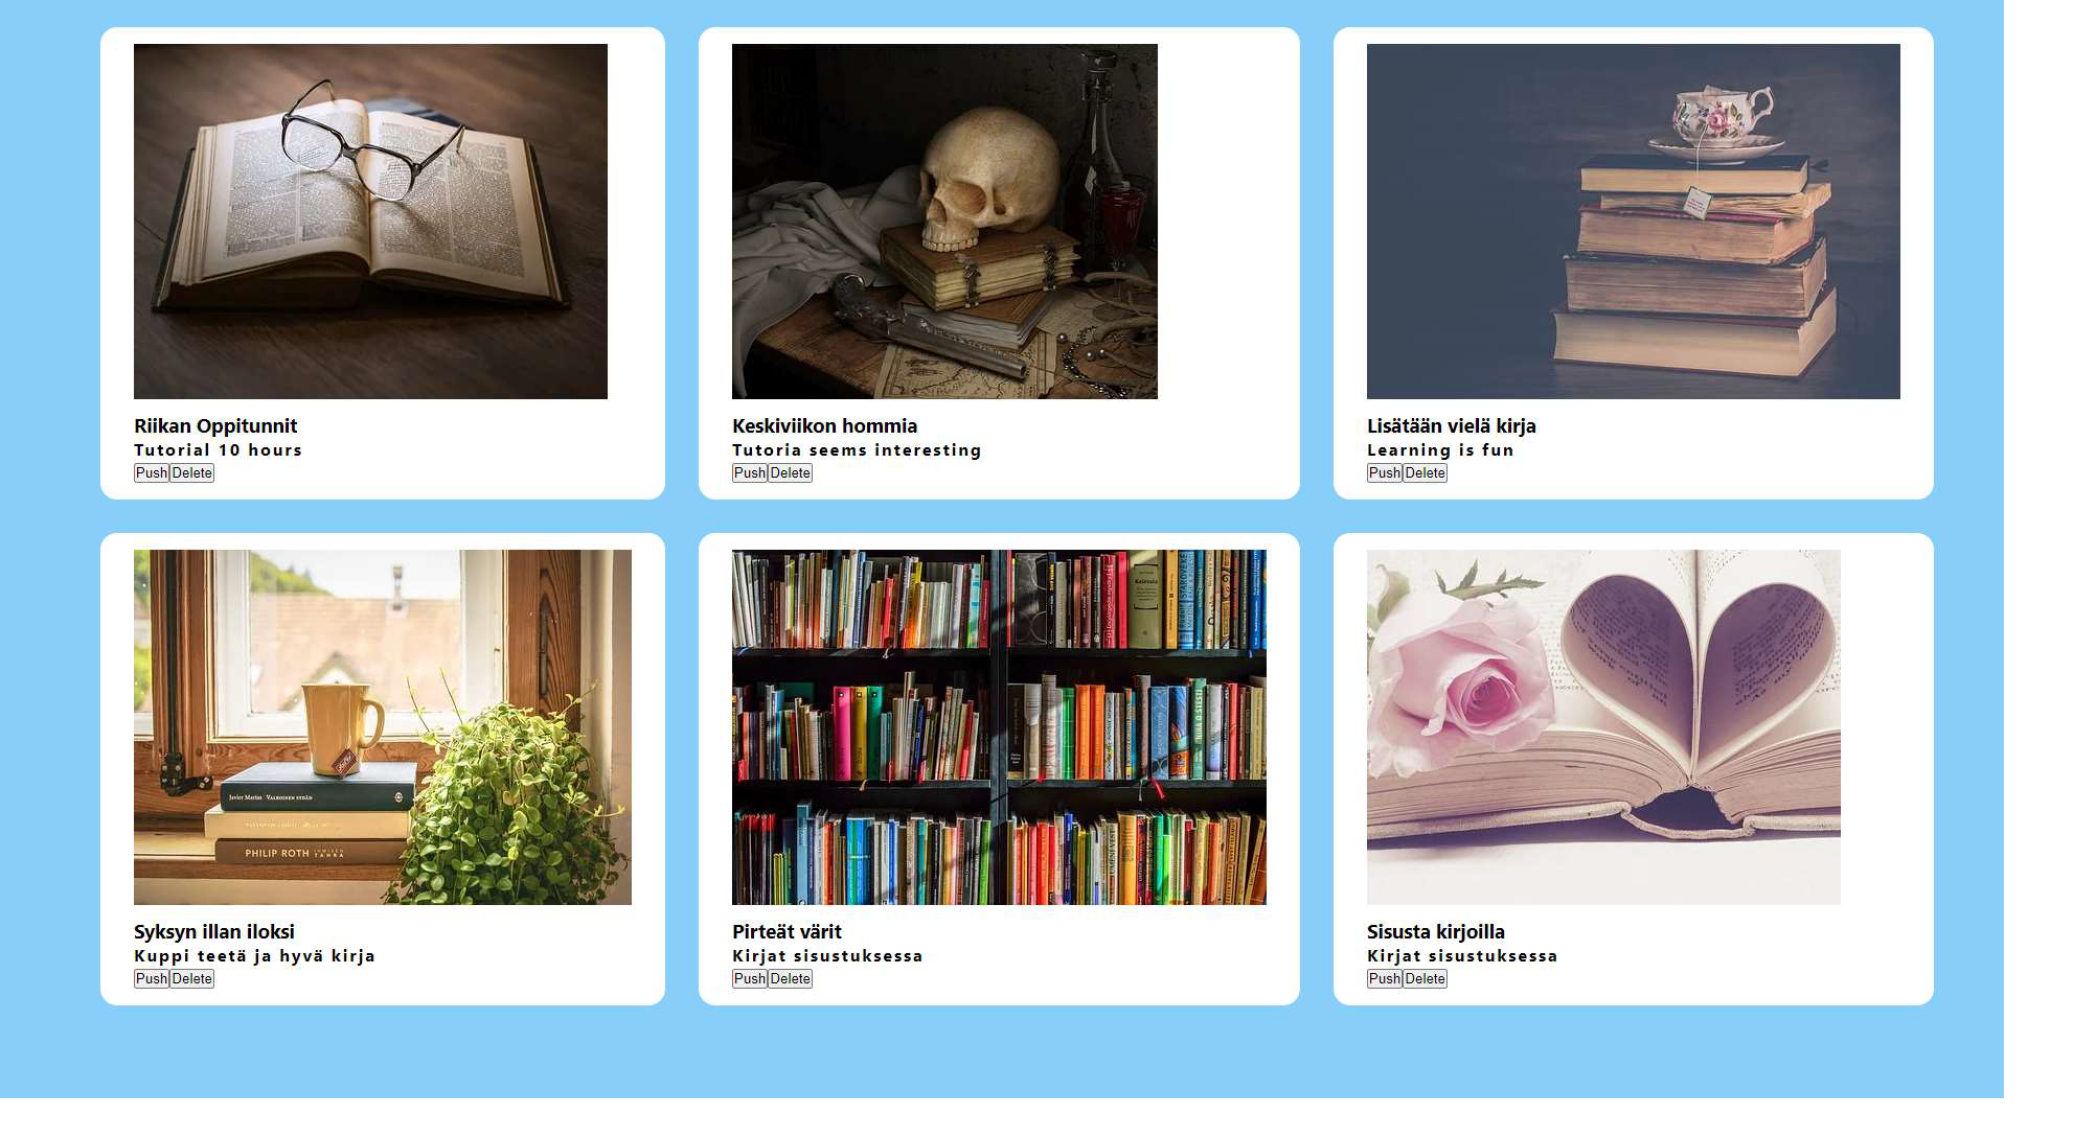 Riikan Oppitunnit
Tutorial 10 hours
Push Delete
Keskiviikon hommia
Tutoria seems interesting
Push Delete
Lisätään vielä kirja
Learning is fun
Push Delete
Javier Marías VALKOINEN SYDÄN
PHILIP ROTH IHMISEN TAHRA
Syksyn illan iloksi
Kuppi teetä ja hyvä kirja
Push Delete
Pirteät värit
Kirjat sisustuksessa
Push Delete
Sisusta kirjoilla
Kirjat sisustuksessa
Push Delete